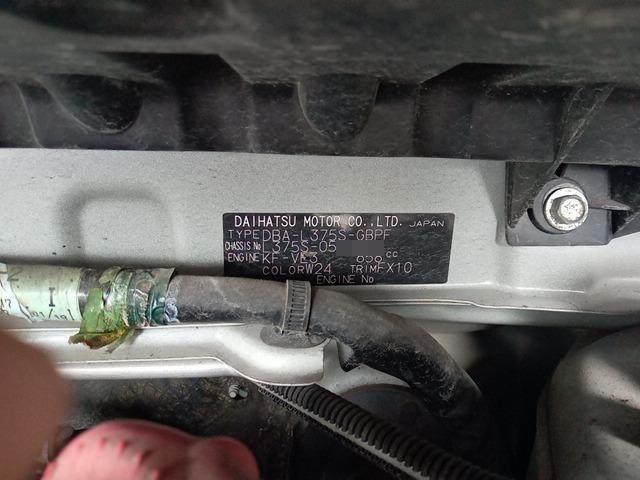 DAIHATSU MOTOR CO.,LTD. JAPAN
TYPE DBA-L375S-GBPF
CHASSIS No L375S-05
ENGINE KF-VE3 658 cc
COLOR W24 TRIM FX10
ENGINE No